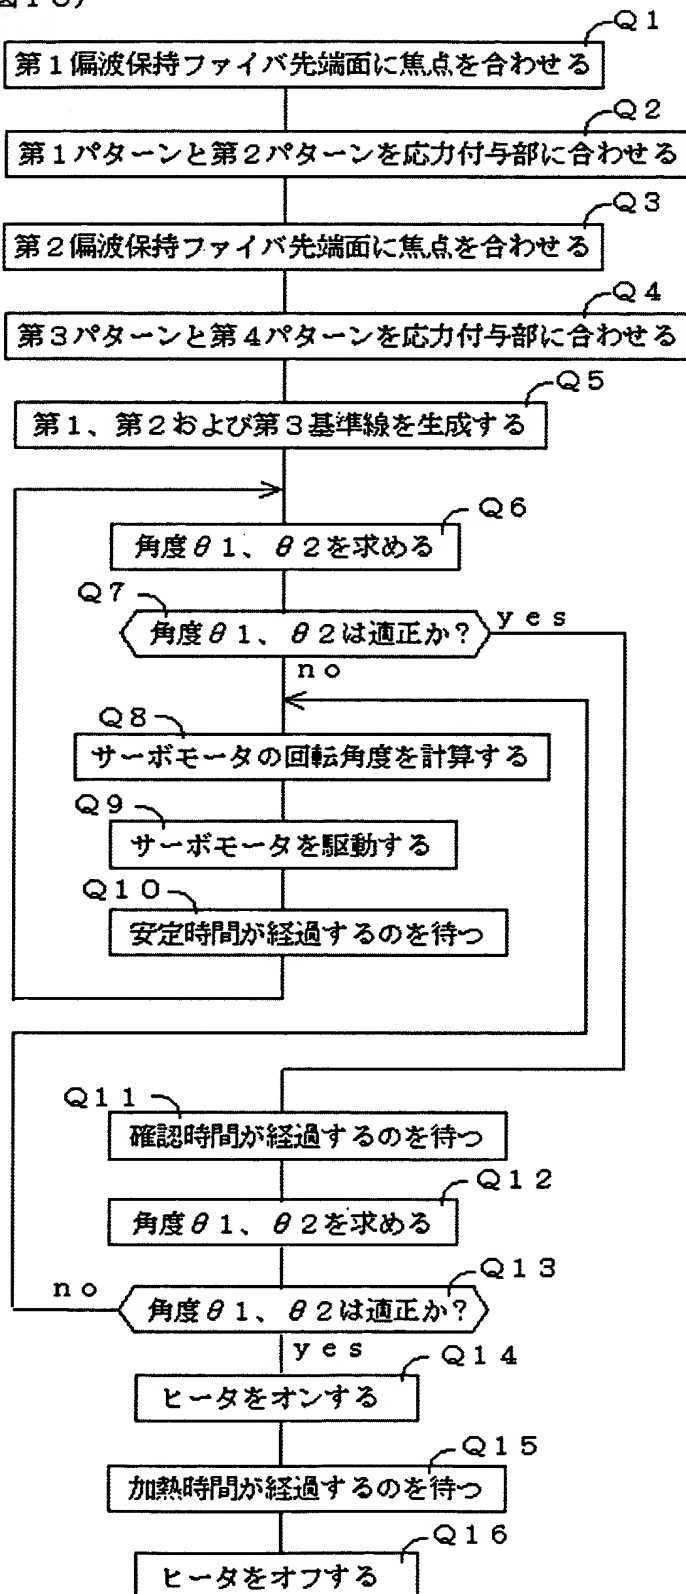 Q1
第1偏波保持ファイバ先端面に焦点を合わせる
Q2
第1パターンと第2パターンを応力付与部に合わせる
Q3
第2偏波保持ファイバ先端面に焦点を合わせる
Q4
第3パターンと第4パターンを応力付与部に合わせる
Q5
第1、第2および第3基準線を生成する
Q6
角度θ1、θ2を求める
Q7
角度θ1、θ2は適正か?
yes
no
Q8
サーボモータの回転角度を計算する
Q9
サーボモータを駆動する
Q10
安定時間が経過するのを待つ
Q11
確認時間が経過するのを待つ
Q12
角度θ1、θ2を求める
Q13
no
角度θ1、θ2は適正か?
yes
Q14
ヒータをオンする
Q15
加熱時間が経過するのを待つ
Q16
ヒータをオフする